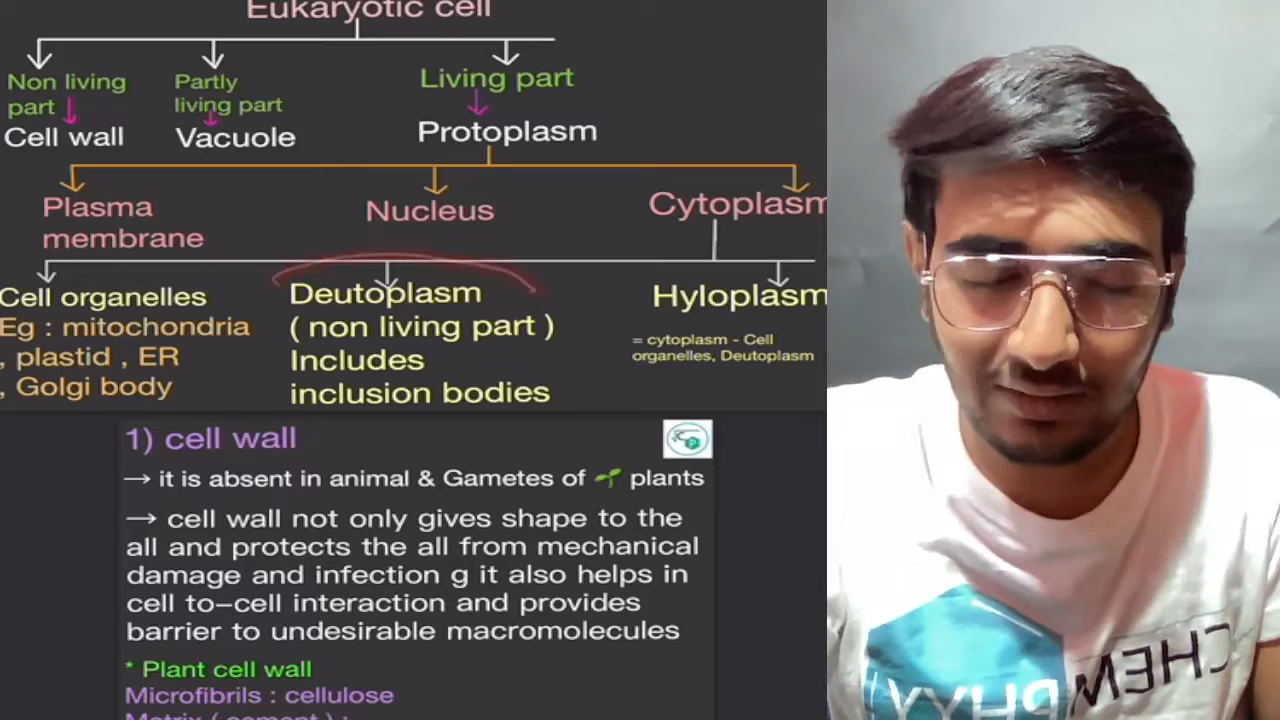 Eukaryotic cell
Non living
part
Cell wall
Partly
living part
Vacuole
Living part
Protoplasm
Plasma
membrane
Nucleus
Cytoplasm
Cell organelles
Eg : mitochondria
, plastid , ER
, Golgi body
Deutoplasm
( non living part )
Includes
inclusion bodies
Hyloplasm
= cytoplasm - Cell
organelles, Deutoplasm
1) cell wall
→ it is absent in animal & Gametes of 🌱 plants
→ cell wall not only gives shape to the
all and protects the all from mechanical
damage and infection g it also helps in
cell to–cell interaction and provides
barrier to undesirable macromolecules
* Plant cell wall
Microfibrils : cellulose
Matrix ( cement ) :